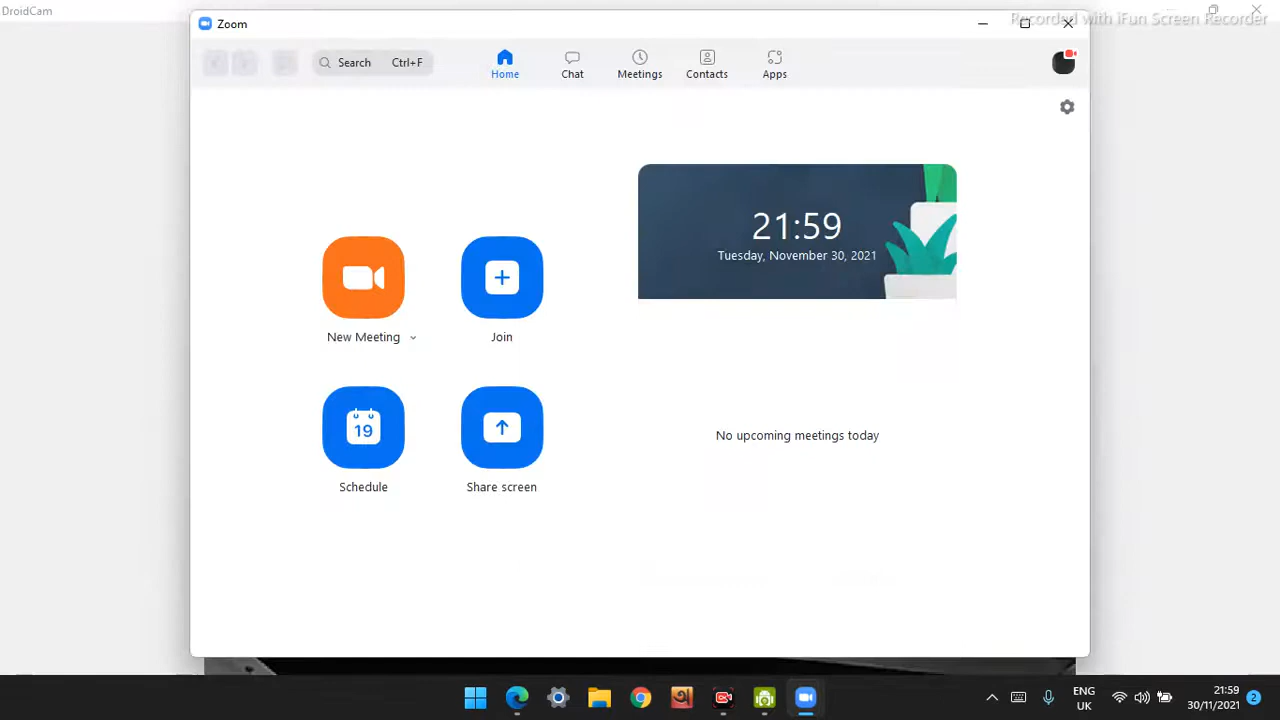 DroidCam
Zoom
Recorded with iFun Screen Recorder
Search Ctrl+F
Home
Chat
Meetings
Contacts
Apps
21:59
Tuesday, November 30, 2021
New Meeting
Join
19
Schedule
Share screen
No upcoming meetings today
অ
ENG
UK
21:59
30/11/2021
2